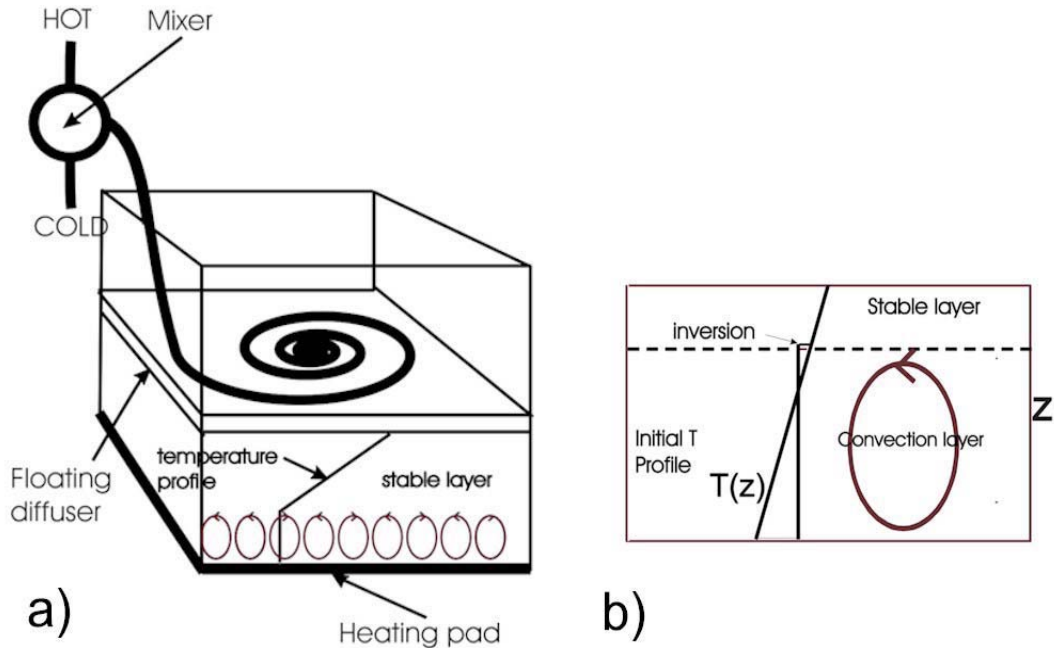 HOT
Mixer
COLD
temperature
profile
stable layer
Floating
diffuser
a)
Heating pad
Stable layer
inversion
Z
Initial T
Profile
Convection layer
T(z)
b)